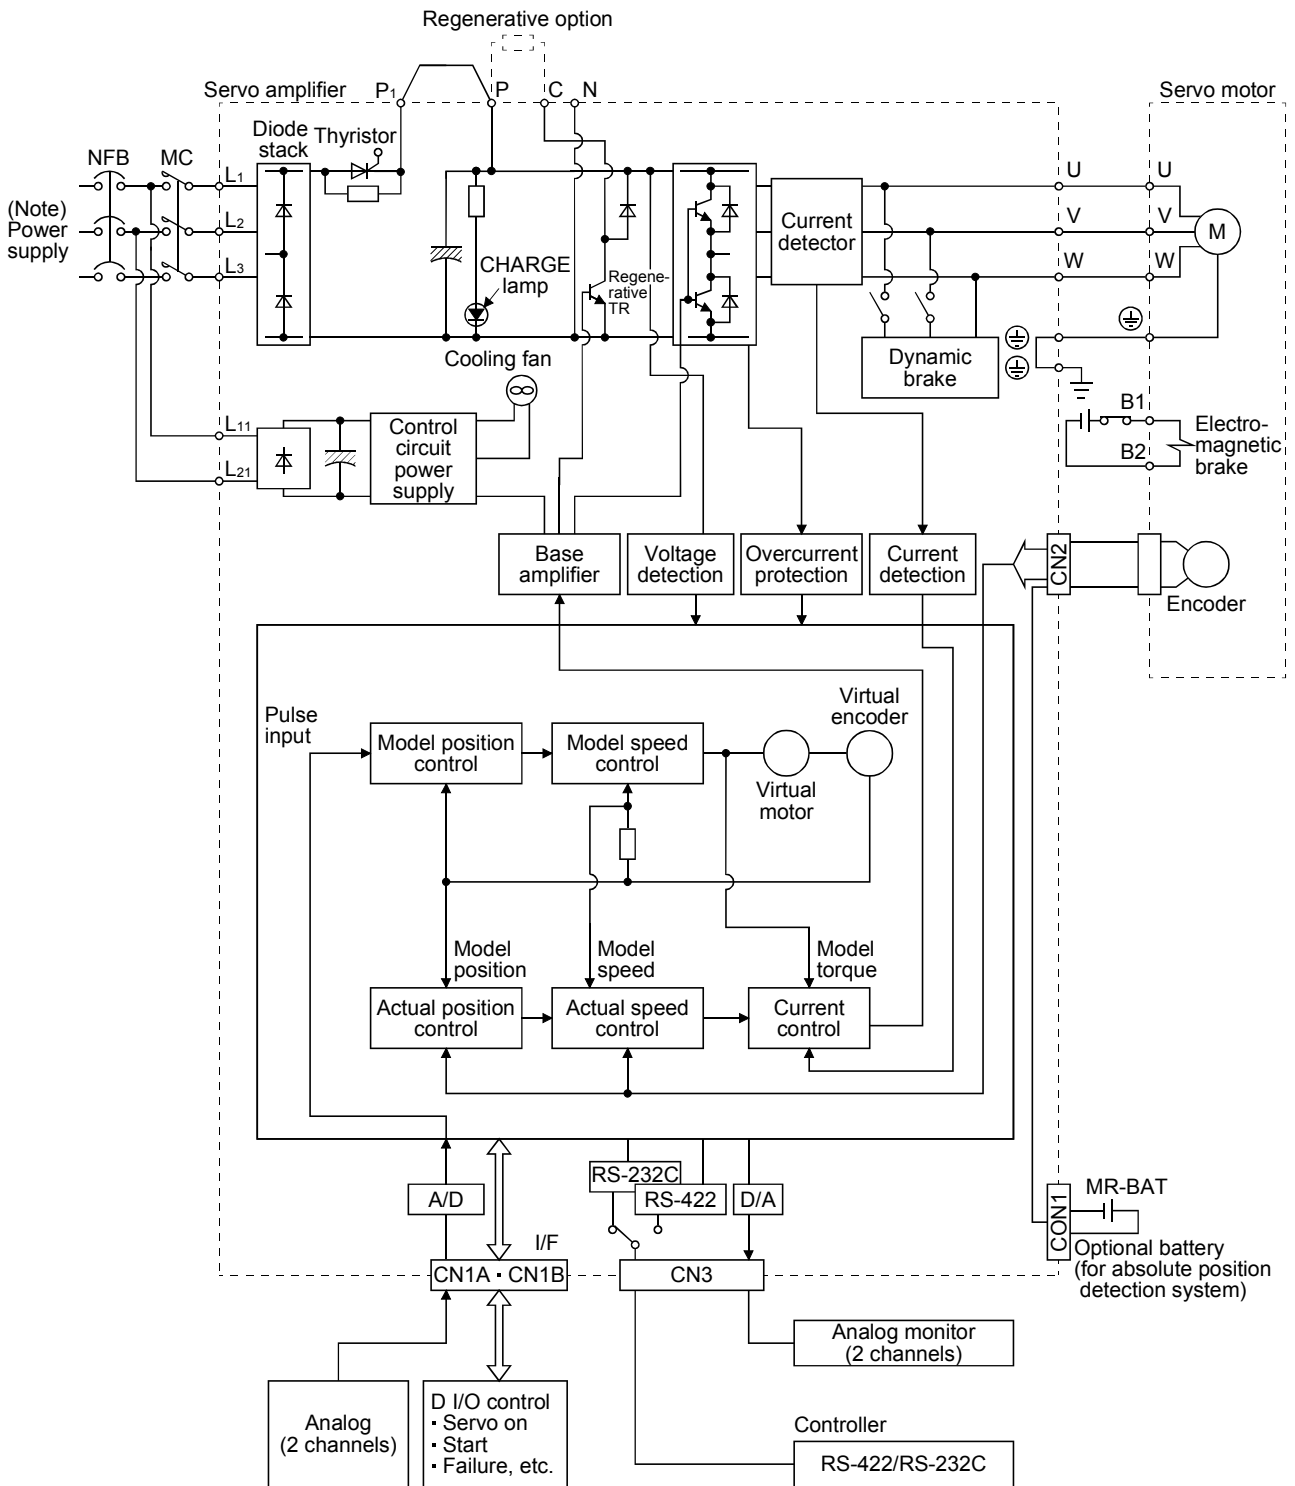 Regenerative option
Servo amplifier
P1
P
C
N
Servo motor
Diode
stack
Thyristor
NFB
MC
L1
U
U
(Note)
Power
supply
L2
Current
detector
V
V
M
L3
W
W
CHARGE
lamp
Regene-
rative
TR
Dynamic
brake
Cooling fan
L11
Control
circuit
power
supply
L21
B1
B2
Electro-
magnetic
brake
Base
amplifier
Voltage
detection
Overcurrent
protection
Current
detection
CN2
Encoder
Pulse
input
Model position
control
Model speed
control
Virtual
encoder
Virtual
motor
Model
position
Model
speed
Model
torque
Actual position
control
Actual speed
control
Current
control
A/D
RS-232C
RS-422
D/A
I/F
CN1A・CN1B
CN3
CON1
MR-BAT
Optional battery
(for absolute position
detection system)
Analog monitor
(2 channels)
Analog
(2 channels)
D I/O control
・Servo on
・Start
・Failure, etc.
Controller
RS-422/RS-232C